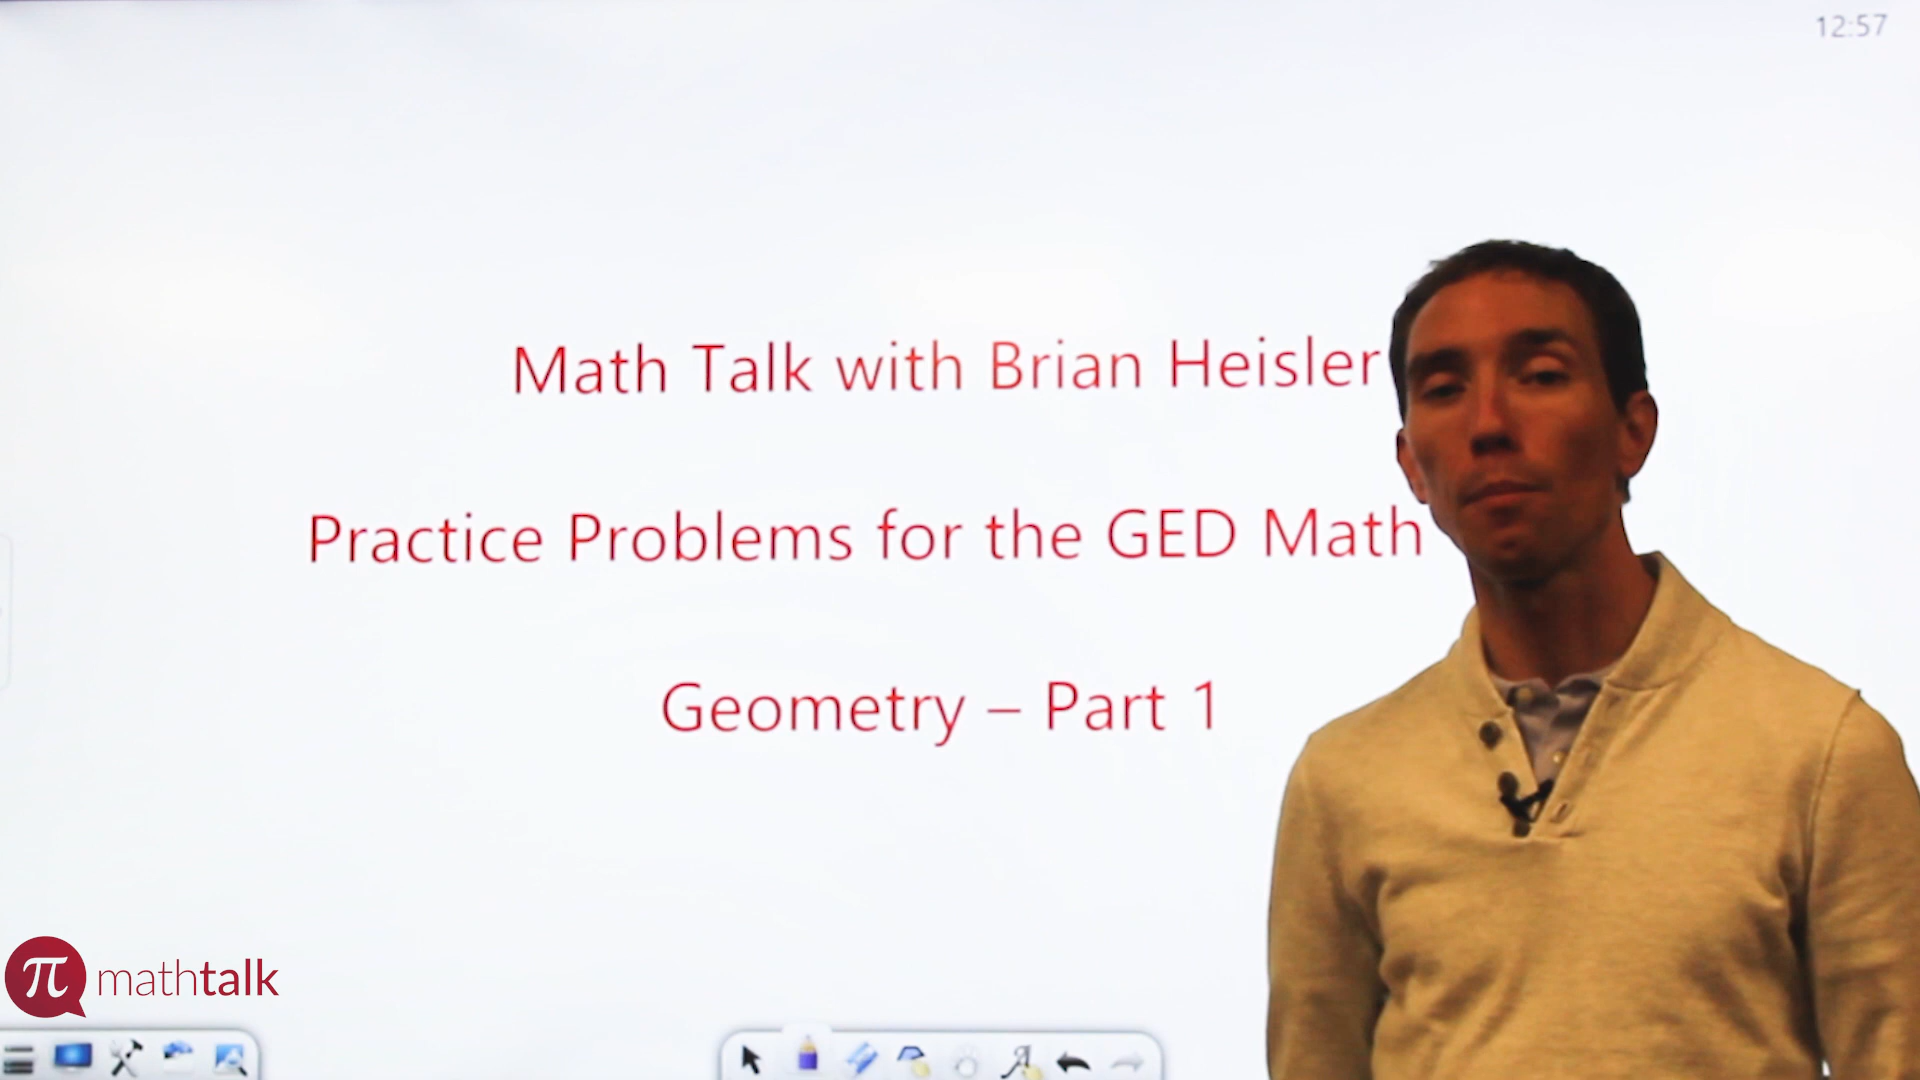 12:57
Math Talk with Brian Heisler
Practice Problems for the GED Math
Geometry – Part 1
π mathtalk